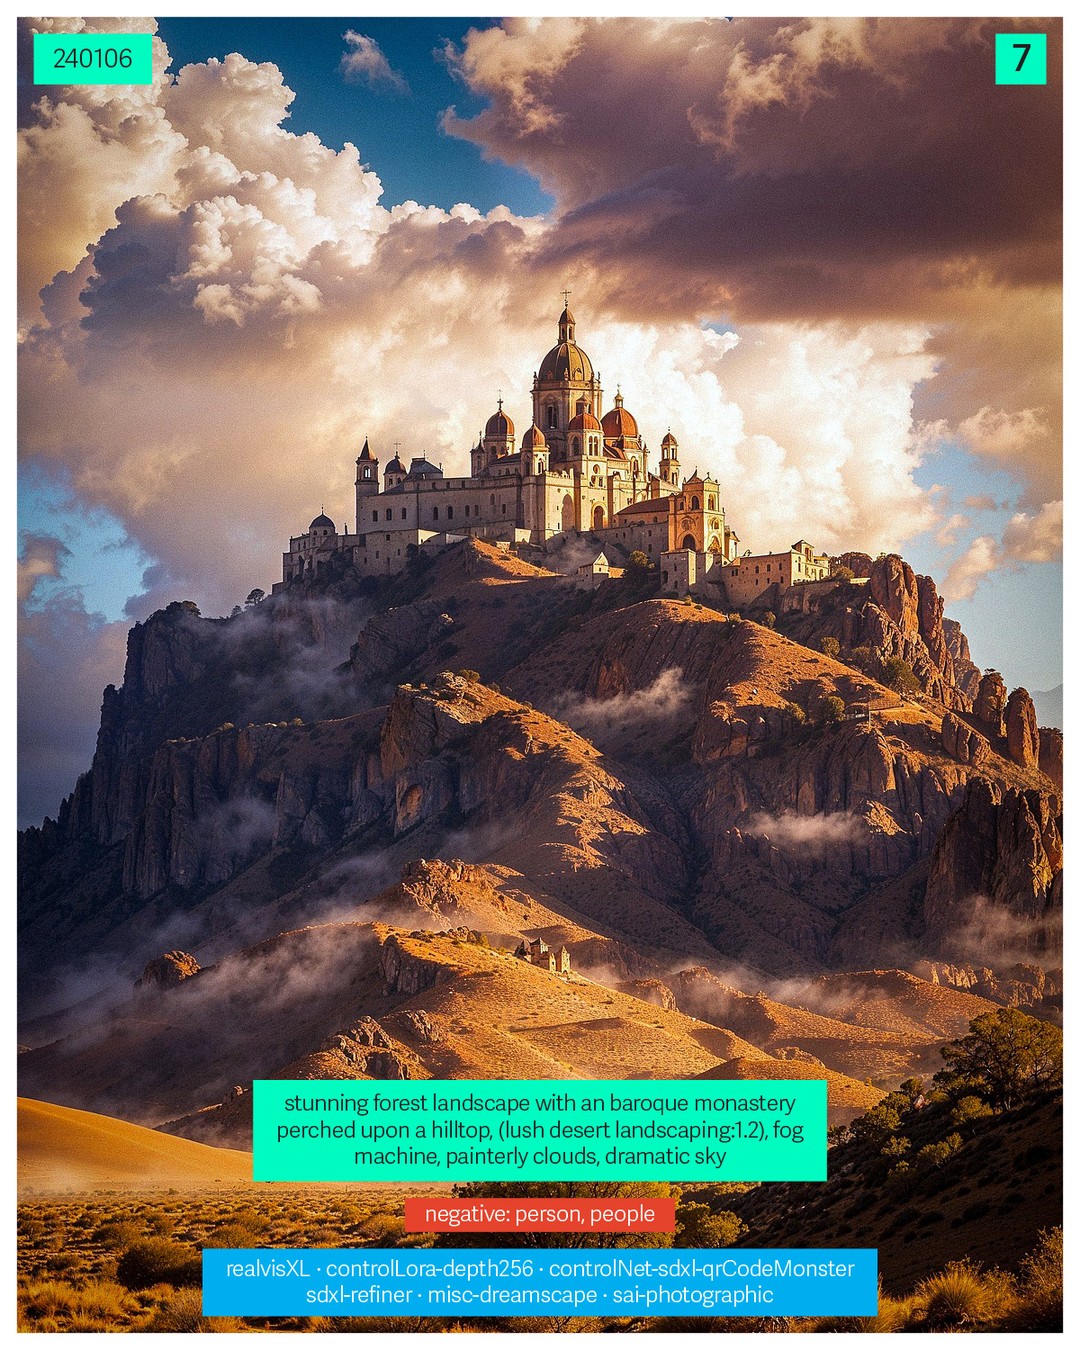 240106
7
stunning forest landscape with an baroque monastery
perched upon a hilltop, (lush desert landscaping:1.2), fog
machine, painterly clouds, dramatic sky
negative: person, people
realvisXL · controlLora-depth256 · controlNet-sdxl-qrCodeMonster
sdxl-refiner · misc-dreamscape · sai-photographic